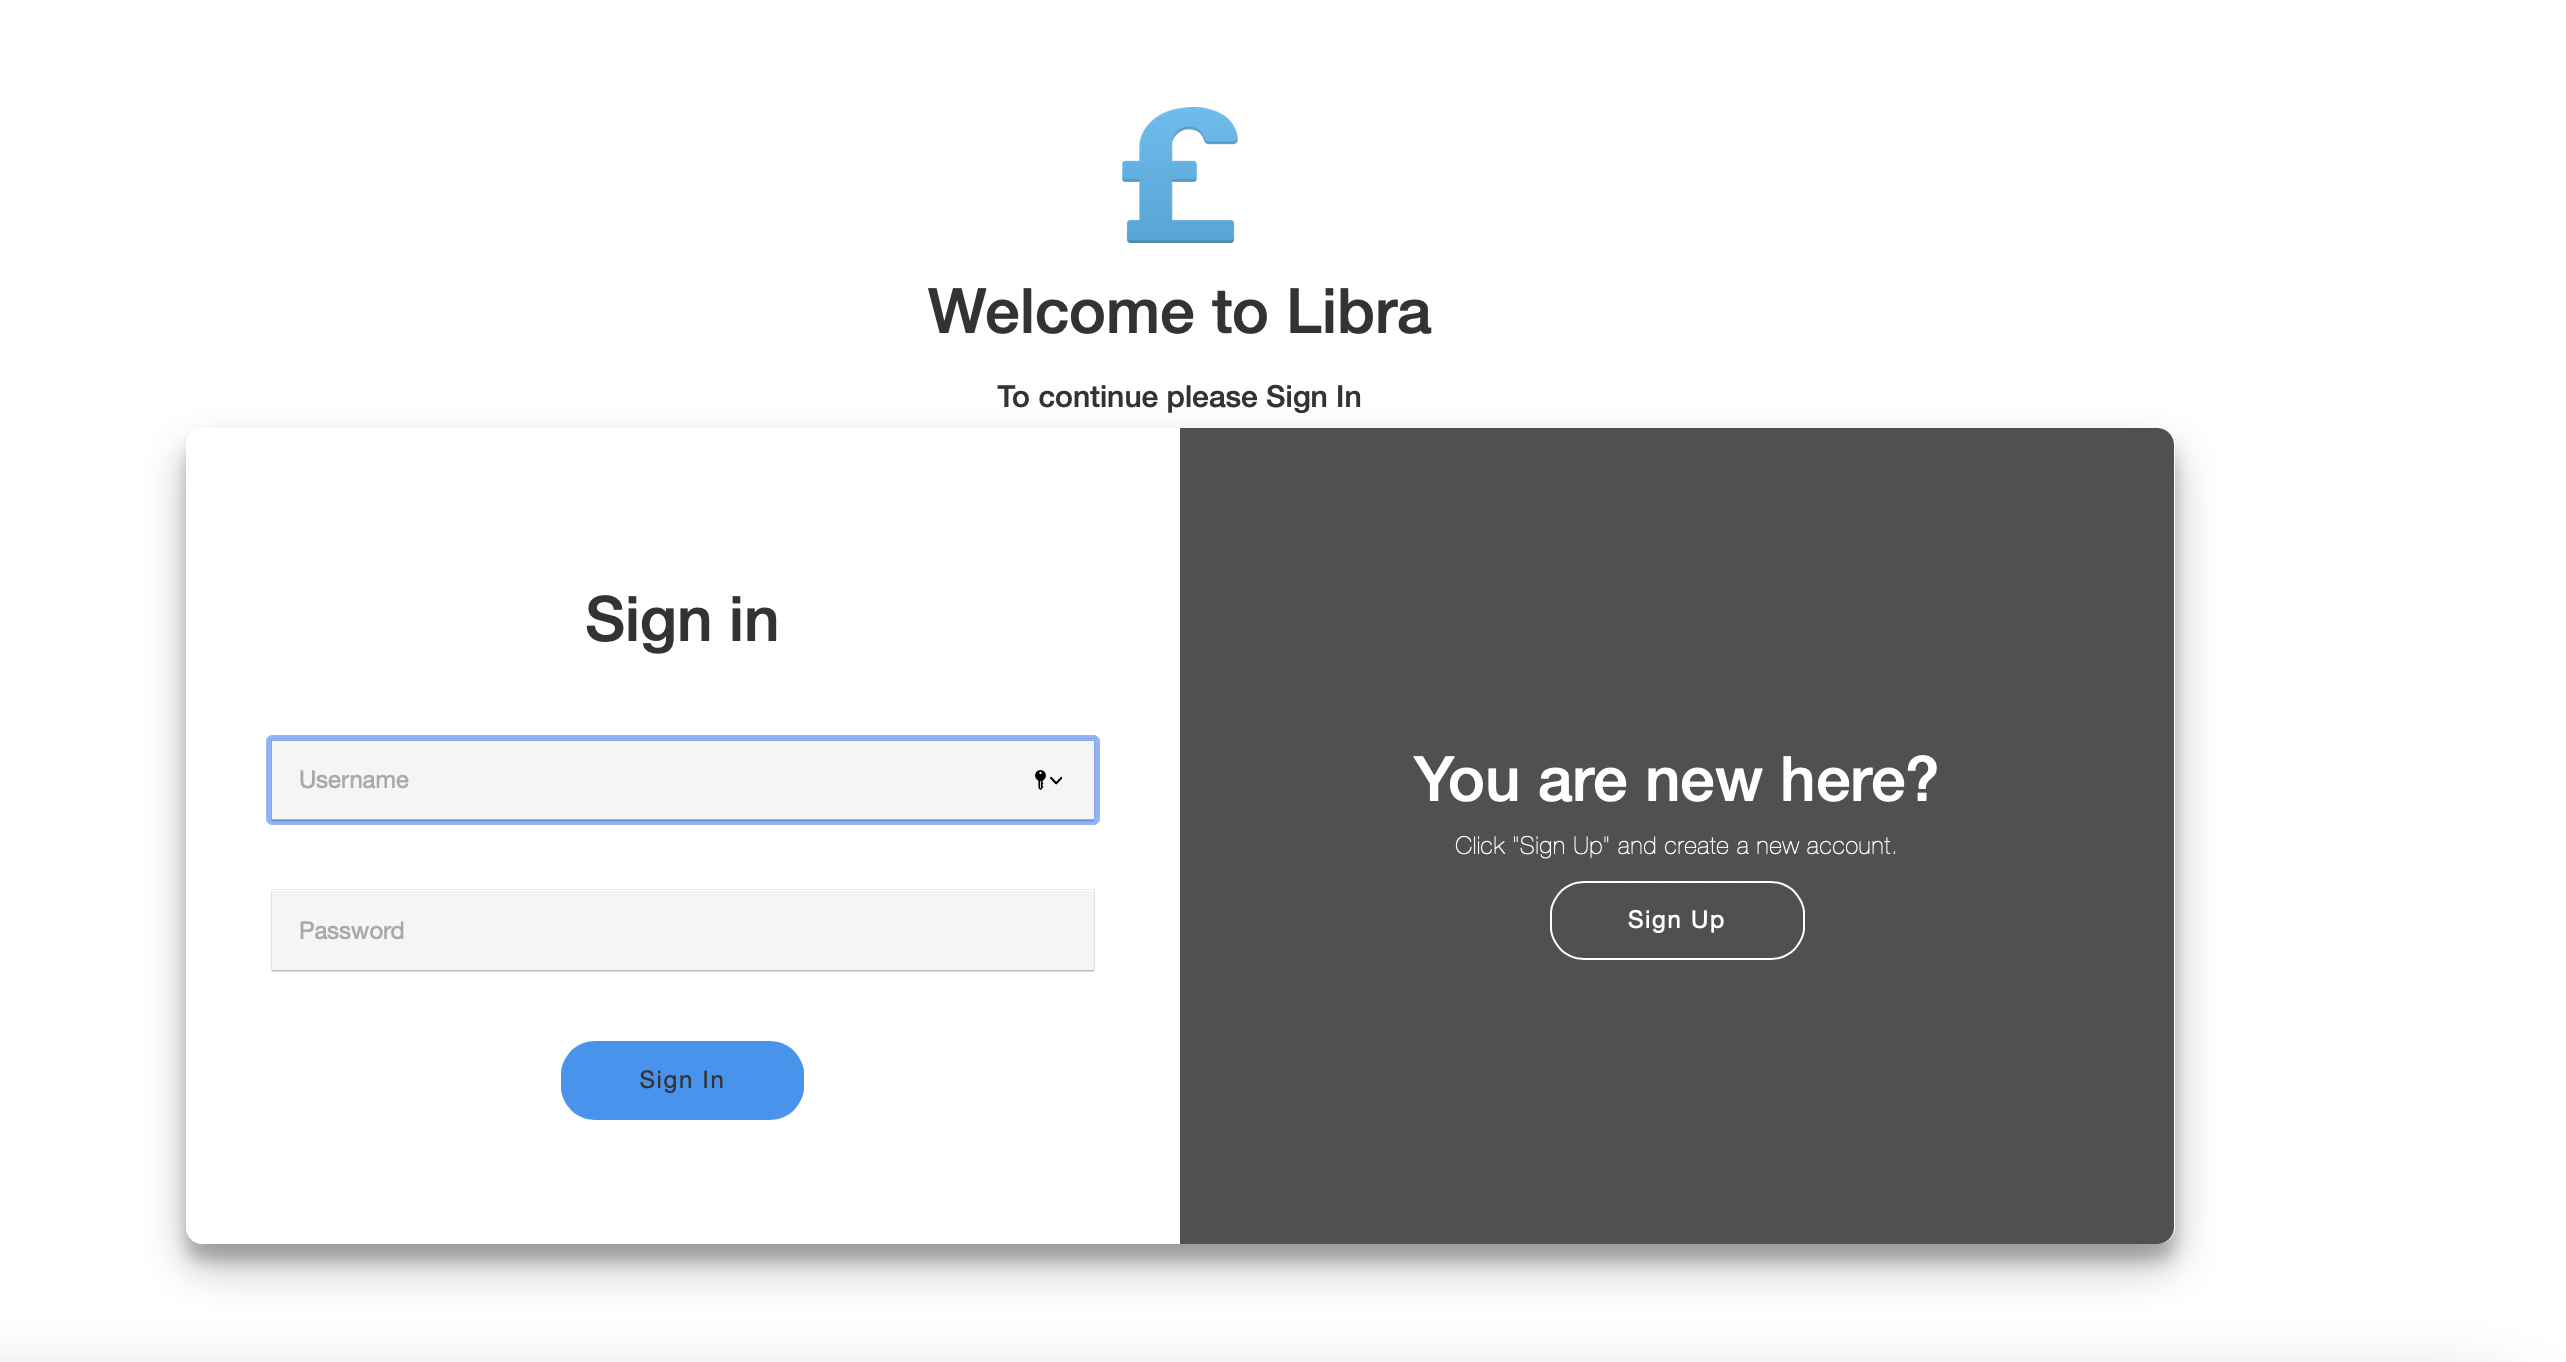 £
Welcome to Libra
To continue please Sign In
Sign in
Username
Password
Sign In
You are new here?
Click "Sign Up" and create a new account.
Sign Up